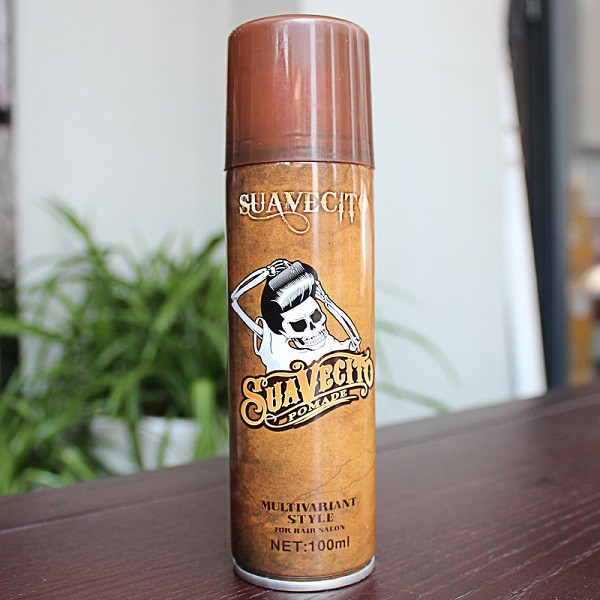 SUAVECITO
SUAVECITO
POMADE
MULTIVARIANT
STYLE
FOR HAIR SALON
NET:100ml